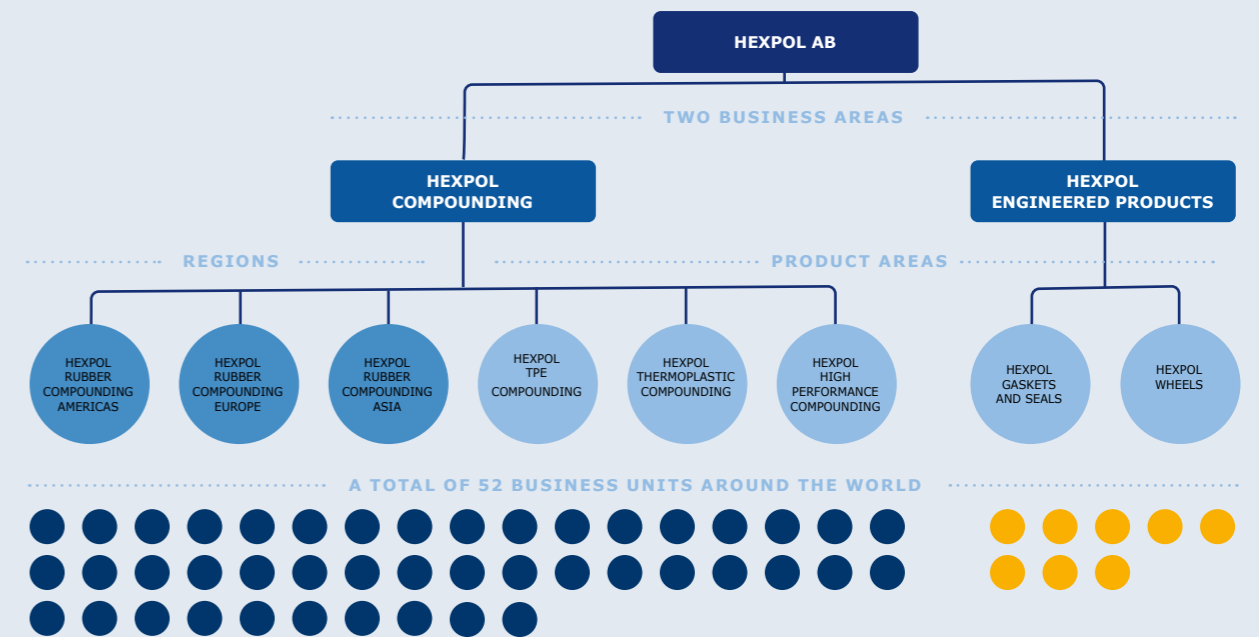 HEXPOL AB
TWO BUSINESS AREAS
HEXPOL
COMPOUNDING
HEXPOL
ENGINEERED PRODUCTS
REGIONS
PRODUCT AREAS
HEXPOL
RUBBER
COMPOUNDING
AMERICAS
HEXPOL
RUBBER
COMPOUNDING
EUROPE
HEXPOL
RUBBER
COMPOUNDING
ASIA
HEXPOL
TPE
COMPOUNDING
HEXPOL
THERMOPLASTIC
COMPOUNDING
HEXPOL
HIGH
PERFORMANCE
COMPOUNDING
HEXPOL
GASKETS
AND SEALS
HEXPOL
WHEELS
A TOTAL OF 52 BUSINESS UNITS AROUND THE WORLD